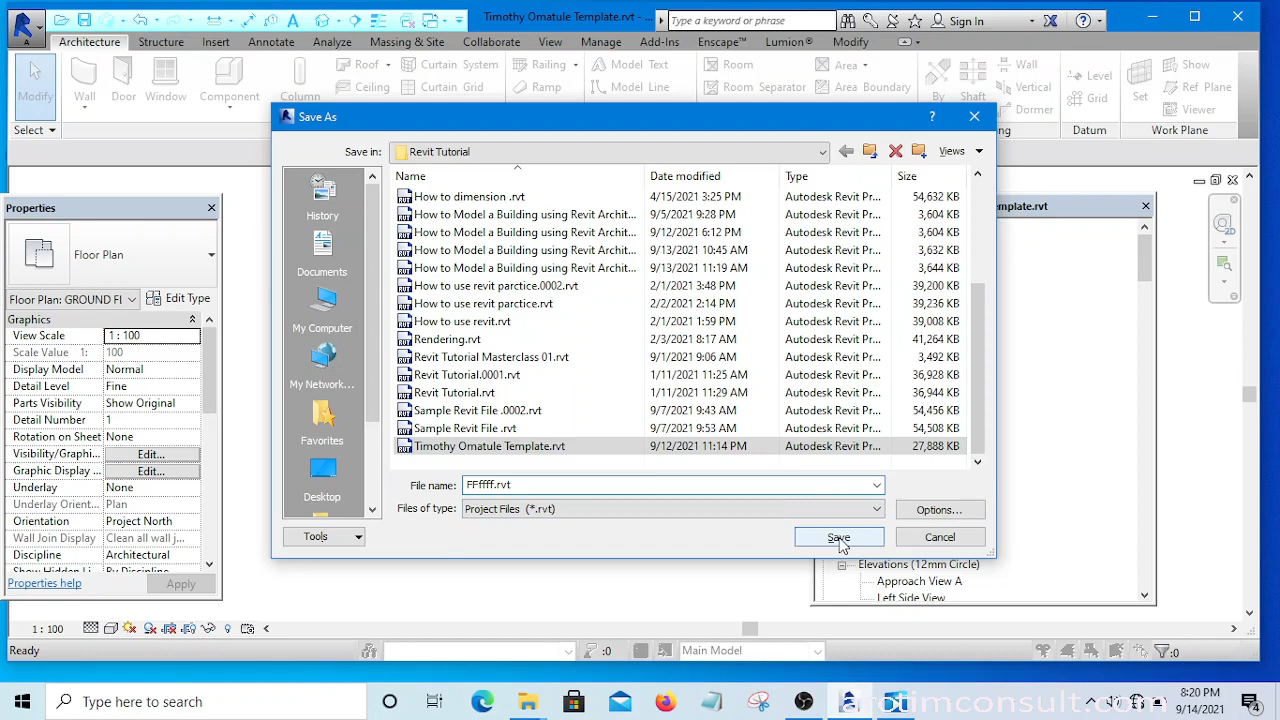 Timothy Omatule Template.rvt - ...
Type a keyword or phrase
Sign In
Architecture Structure Insert Annotate Analyze Massing & Site Collaborate View Manage Add-Ins Enscape™ Lumion® Modify
Modify
Wall
Door
Window
Component
Column
Roof
Ceiling
Curtain System
Curtain Grid
Railing
Ramp
Model Text
Model Line
Room
Room Separator
Area
Area Boundary
By
Shaft
Wall
Vertical
Dormer
Level
Grid
Set
Show
Ref Plane
Viewer
Select
Datum
Work Plane
Save As
Save in: Revit Tutorial
Views
Name Date modified Type Size
How to dimension .rvt 4/15/2021 3:25 PM Autodesk Revit Pr... 54,632 KB
How to Model a Building using Revit Archit... 9/5/2021 9:28 PM Autodesk Revit Pr... 3,604 KB
How to Model a Building using Revit Archit... 9/12/2021 6:12 PM Autodesk Revit Pr... 3,604 KB
How to Model a Building using Revit Archit... 9/13/2021 10:45 AM Autodesk Revit Pr... 3,632 KB
How to Model a Building using Revit Archit... 9/13/2021 11:19 AM Autodesk Revit Pr... 3,644 KB
How to use revit parctice.0002.rvt 2/1/2021 3:48 PM Autodesk Revit Pr... 39,200 KB
How to use revit parctice.rvt 2/2/2021 2:14 PM Autodesk Revit Pr... 39,236 KB
How to use revit.rvt 2/1/2021 1:59 PM Autodesk Revit Pr... 39,008 KB
Rendering.rvt 2/3/2021 8:17 AM Autodesk Revit Pr... 41,264 KB
Revit Tutorial Masterclass 01.rvt 9/1/2021 9:06 AM Autodesk Revit Pr... 3,492 KB
Revit Tutorial.0001.rvt 1/11/2021 11:25 AM Autodesk Revit Pr... 36,928 KB
Revit Tutorial.rvt 1/11/2021 11:29 AM Autodesk Revit Pr... 36,944 KB
Sample Revit File .0002.rvt 9/7/2021 9:43 AM Autodesk Revit Pr... 54,456 KB
Sample Revit File .rvt 9/7/2021 9:53 AM Autodesk Revit Pr... 54,508 KB
Timothy Omatule Template.rvt 9/12/2021 11:14 PM Autodesk Revit Pr... 27,888 KB
History
Documents
My Computer
My Network...
Favorites
Desktop
File name: FFffff.rvt
Files of type: Project Files (*.rvt)
Options...
Tools
Save
Cancel
Properties
Floor Plan
Floor Plan: GROUND FL
Edit Type
Graphics
View Scale 1 : 100
Scale Value 1: 100
Display Model Normal
Detail Level Fine
Parts Visibility Show Original
Detail Number 1
Rotation on Sheet None
Visibility/Graphi... Edit...
Graphic Display ... Edit...
Underlay None
Underlay Orient... Plan
Orientation Project North
Wall Join Display Clean all wall j...
Discipline Architectural
Show Hidden Li... By Discipline
Properties help
Apply
emplate.rvt
Elevations (12mm Circle)
Approach View A
Left Side View
1 : 100
Ready
:0
Main Model
:0
Type here to search
arotimconsult.com
8:20 PM
9/14/2021
4